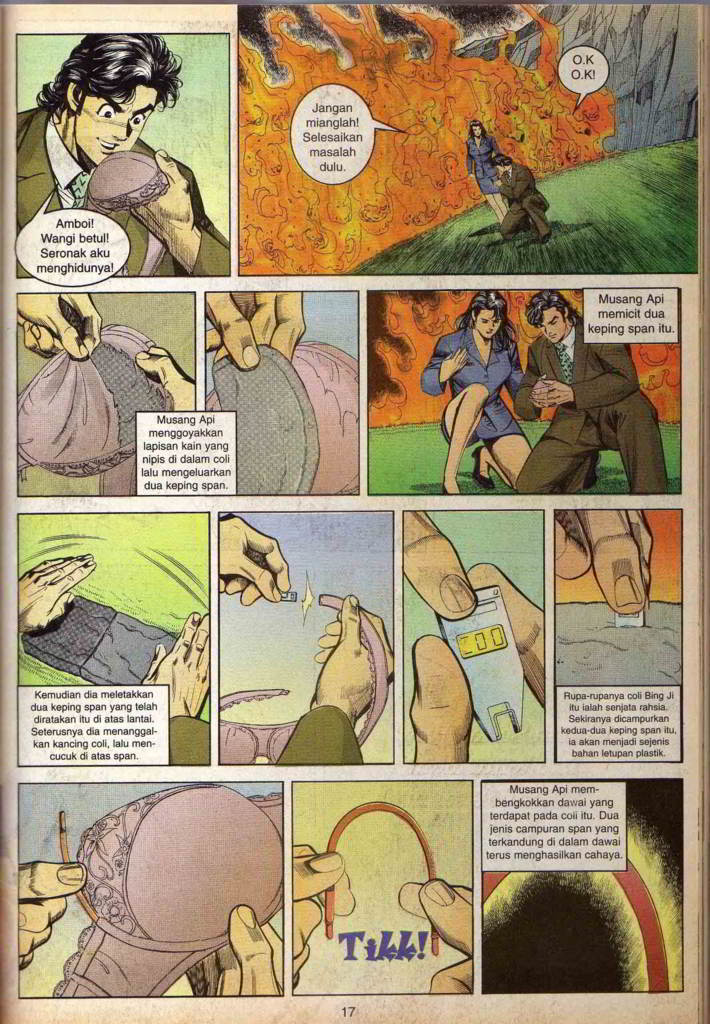 Amboi!
Wangi betul!
Seronak aku
menghidunya!
Jangan
mianglah!
Selesaikan
masalah
dulu.
O.K
O.K!
Musang Api
menggoyakkan
lapisan kain yang
nipis di dalam coli
lalu mengeluarkan
dua keping span.
Musang Api
memicit dua
keping span itu.
Kemudian dia meletakkan
dua keping span yang telah
diratakan itu di atas lantai.
Seterusnya dia menanggal-
kan kancing coli, lalu men-
cucuk di atas span.
Rupa-rupanya coli Bing Ji
itu ialah senjata rahsia.
Sekiranya dicampurkan
kedua-dua keping span itu,
ia akan menjadi sejenis
bahan letupan plastik.
Tikk!
Musang Api mem-
bengkokkan dawai yang
terdapat pada coli itu. Dua
jenis campuran span yang
terkandung di dalam dawai
terus menghasilkan cahaya.
17